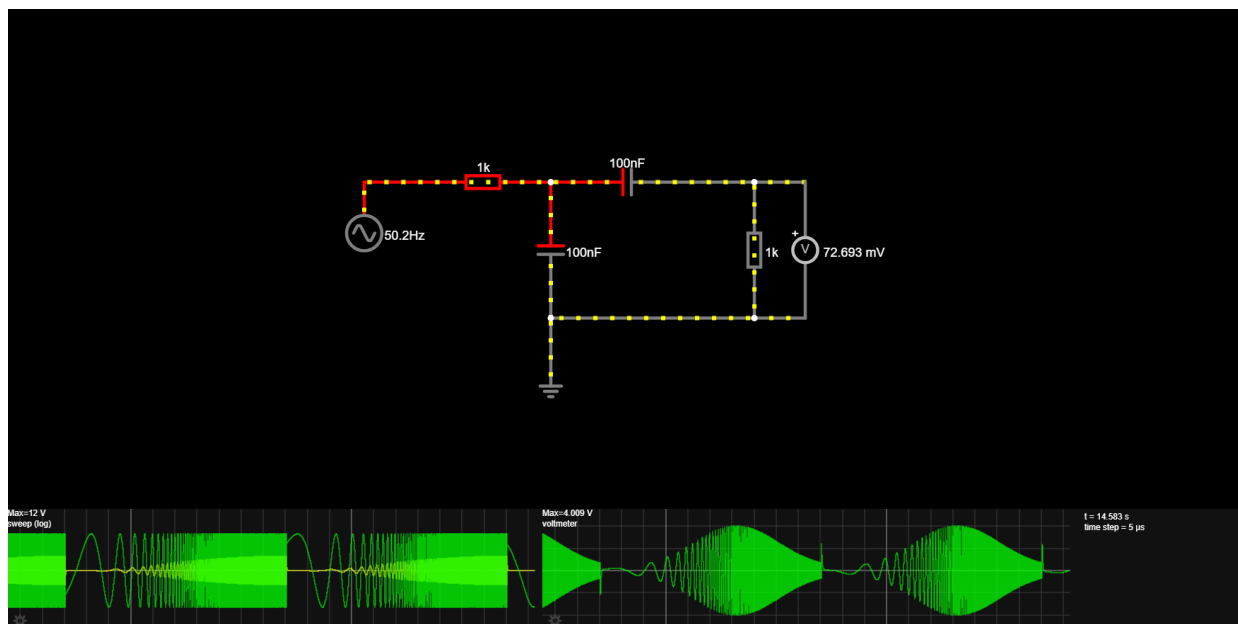 1k
100nF
50.2Hz
100nF
+
V
1k
72.693 mV
Max=12 V
sweep (log)
Max=4.009 V
voltmeter
t = 14.583 s
time step = 5 µs